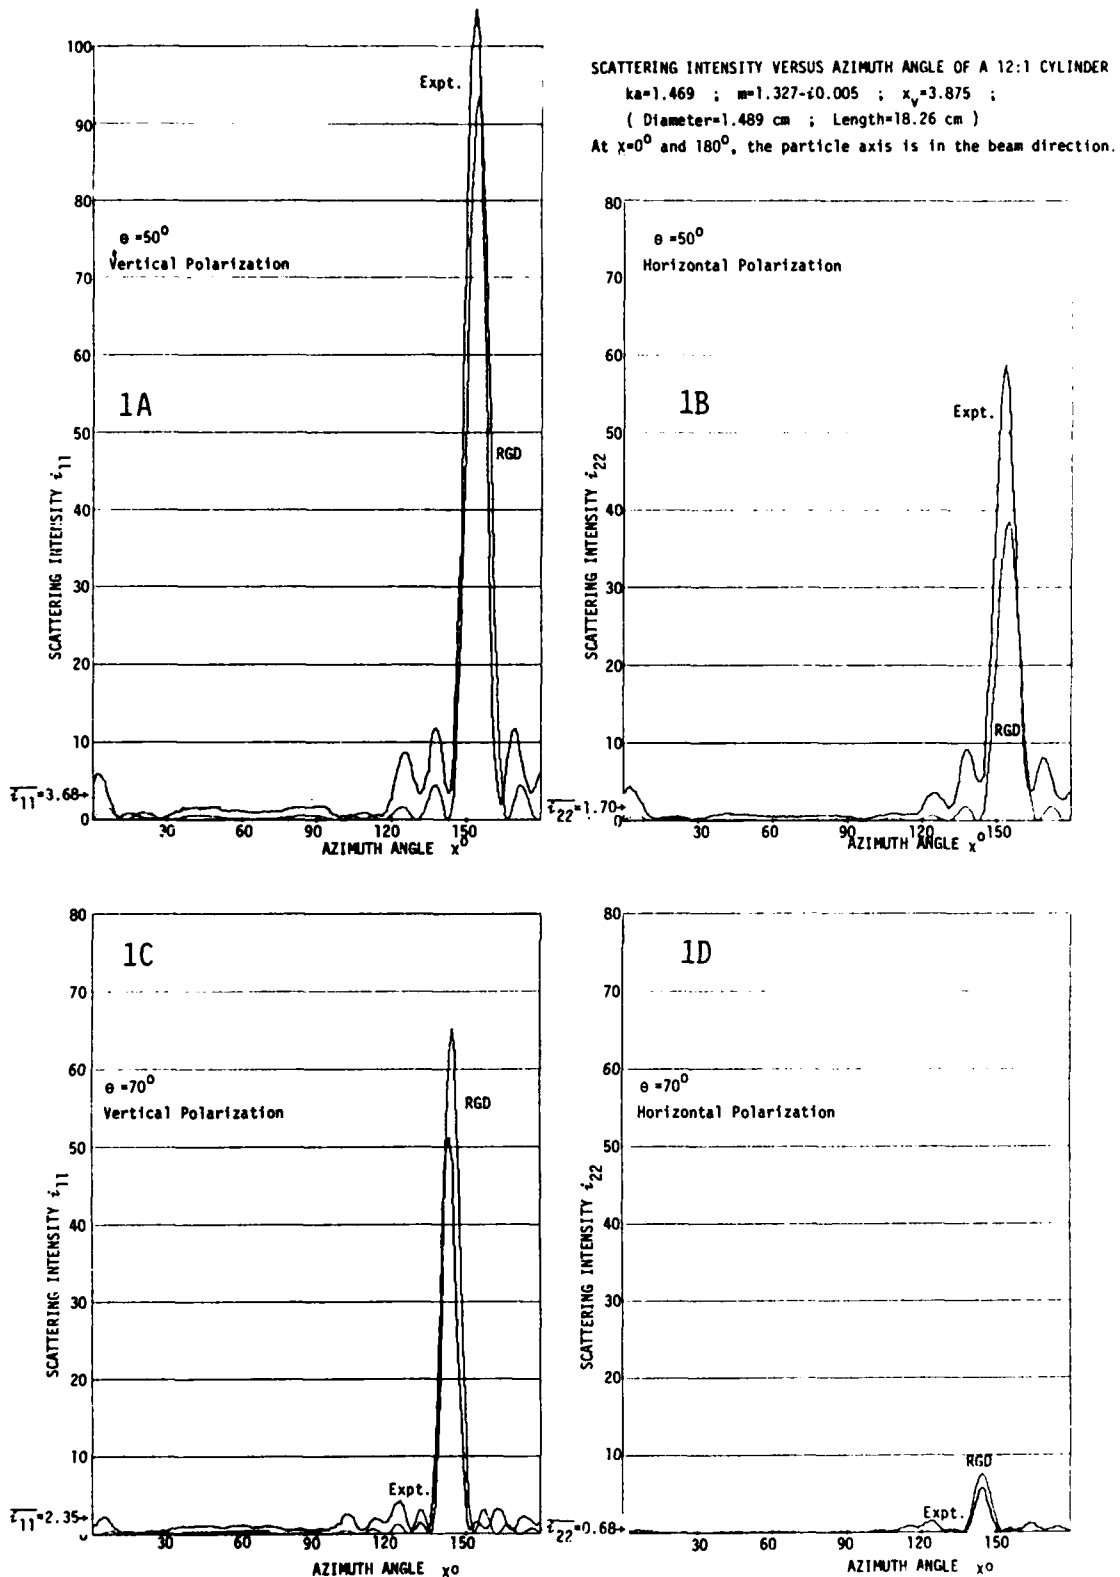 SCATTERING INTENSITY VERSUS AZIMUTH ANGLE OF A 12:1 CYLINDER
ka=1.469 ; m=1.327-i0.005 ; xv=3.875 ;
( Diameter=1.489 cm ; Length=18.26 cm )
At χ=0° and 180°, the particle axis is in the beam direction.
100
90
80
70
60
50
40
30
20
10
0
Expt.
θ =50°
Vertical Polarization
1A
RGD
SCATTERING INTENSITY i11
i11=3.68→
30
60
90
120
150
AZIMUTH ANGLE χ°
80
70
60
50
40
30
20
10
0
θ =50°
Horizontal Polarization
1B
Expt.
RGD
SCATTERING INTENSITY i22
i22=1.70→
30
60
90
120
150
AZIMUTH ANGLE χ°
80
70
60
50
40
30
20
10
1C
θ =70°
Vertical Polarization
RGD
Expt.
SCATTERING INTENSITY i11
i11=2.35→
30
60
90
120
150
AZIMUTH ANGLE χ°
80
70
60
50
40
30
20
10
1D
θ =70°
Horizontal Polarization
RGD
Expt.
SCATTERING INTENSITY i22
i22=0.68→
30
60
90
120
150
AZIMUTH ANGLE χ°